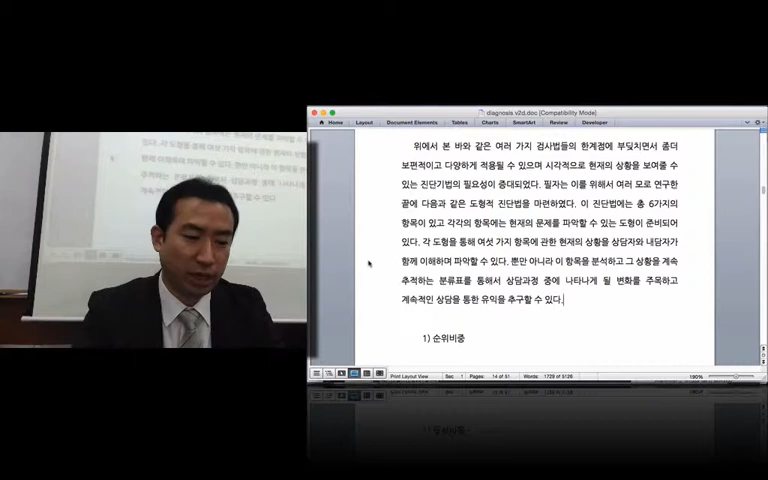 diagnosis v2d.doc [Compatibility Mode]
Home Layout Document Elements Tables Charts SmartArt Review Developer
위에서 본 바와 같은 여러 가지 검사법들의 한계점에 부딪치면서 좀더
보편적이고 다양하게 적용될 수 있으며 시각적으로 현재의 상황을 보여줄 수
있는 진단기법의 필요성이 증대되었다. 필자는 이를 위해서 여러 모로 연구한
끝에 다음과 같은 도형적 진단법을 마련하였다. 이 진단법에는 총 6가지의
항목이 있고 각각의 항목에는 현재의 문제를 파악할 수 있는 도형이 준비되어
있다. 각 도형을 통해 여섯 가지 항목에 관한 현재의 상황을 상담자와 내담자가
함께 이해하며 파악할 수 있다. 뿐만 아니라 이 항목을 분석하고 그 상황을 계속
추적하는 분류표를 통해서 상담과정 중에 나타나게 될 변화를 주목하고
계속적인 상담을 통한 유익을 추구할 수 있다.
1) 순위비중
Print Layout View Sec 1 Pages: 14 of 51 Words: 1729 of 5126 190%